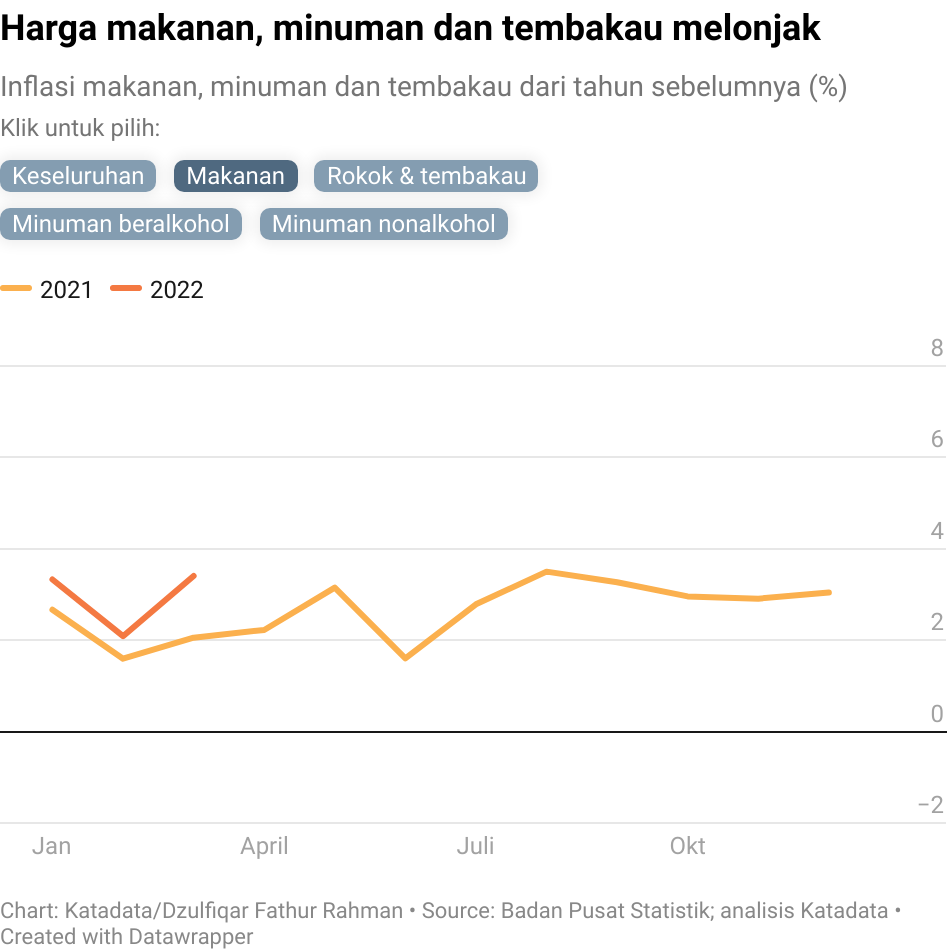 Harga makanan, minuman dan tembakau melonjak
Inflasi makanan, minuman dan tembakau dari tahun sebelumnya (%)
Klik untuk pilih:
Keseluruhan Makanan Rokok & tembakau
Minuman beralkohol Minuman nonalkohol
2021 2022
8
6
4
2
0
−2
Jan April Juli Okt
Chart: Katadata/Dzulfiqar Fathur Rahman • Source: Badan Pusat Statistik; analisis Katadata •
Created with Datawrapper